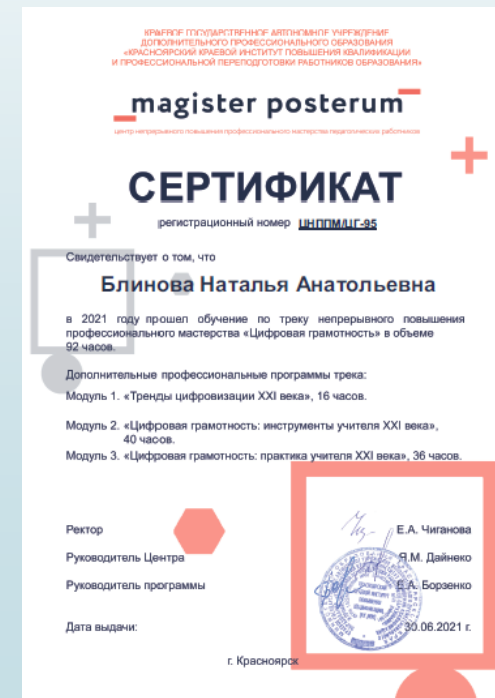 КРАЕВОЕ ГОСУДАРСТВЕННОЕ АВТОНОМНОЕ УЧРЕЖДЕНИЕ
ДОПОЛНИТЕЛЬНОГО ПРОФЕССИОНАЛЬНОГО ОБРАЗОВАНИЯ
«КРАСНОЯРСКИЙ КРАЕВОЙ ИНСТИТУТ ПОВЫШЕНИЯ КВАЛИФИКАЦИИ
И ПРОФЕССИОНАЛЬНОЙ ПЕРЕПОДГОТОВКИ РАБОТНИКОВ ОБРАЗОВАНИЯ»
magister posterum
центр непрерывного повышения профессионального мастерства педагогических работников
СЕРТИФИКАТ
регистрационный номер ЦНППМ/ЦГ-95
Свидетельствует о том, что
Блинова Наталья Анатольевна
в 2021 году прошел обучение по треку непрерывного повышения
профессионального мастерства «Цифровая грамотность» в объеме
92 часов.
Дополнительные профессиональные программы трека:
Модуль 1. «Тренды цифровизации XXI века», 16 часов.
Модуль 2. «Цифровая грамотность: инструменты учителя XXI века»,
40 часов.
Модуль 3. «Цифровая грамотность: практика учителя XXI века», 36 часов.
Ректор Е.А. Чиганова
Руководитель Центра Я.М. Дайнеко
Руководитель программы Е.А. Борзенко
Дата выдачи: 30.06.2021 г.
г. Красноярск